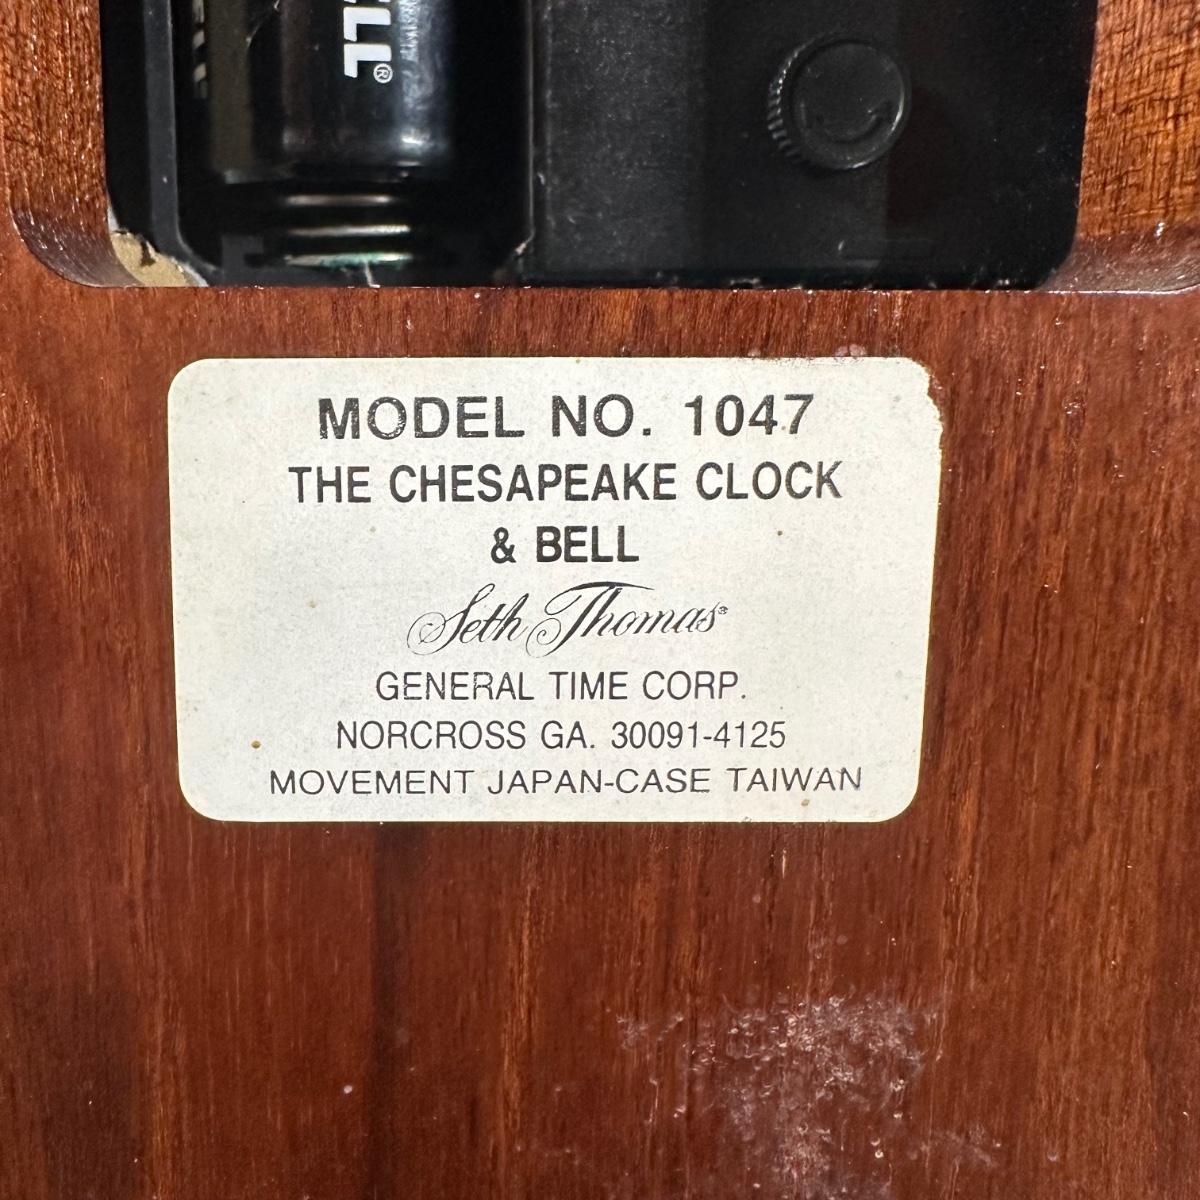 ELL®
MODEL NO. 1047
THE CHESAPEAKE CLOCK
& BELL
Seth Thomas®
GENERAL TIME CORP.
NORCROSS GA. 30091-4125
MOVEMENT JAPAN-CASE TAIWAN